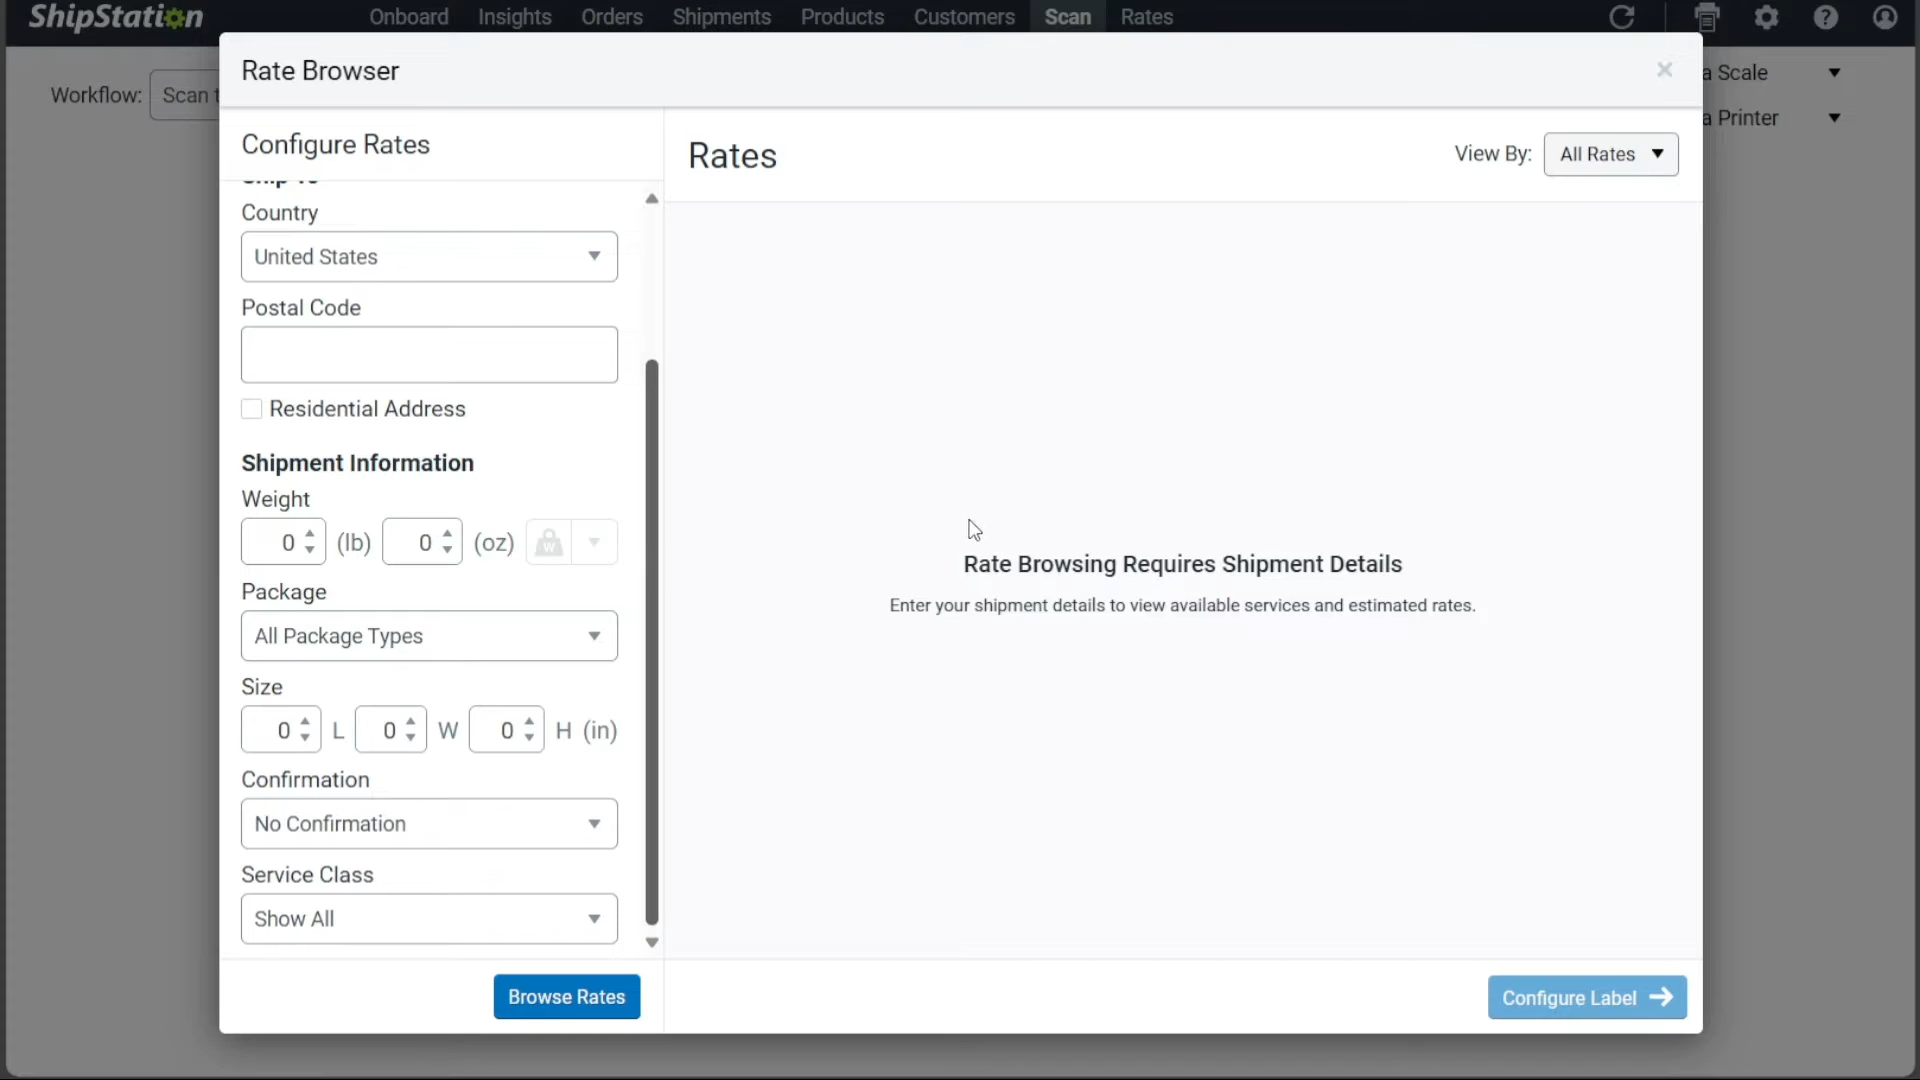 ShipStation
Onboard Insights Orders Shipments Products Customers Scan Rates
Workflow: Scan t
a Scale
a Printer
Rate Browser
Configure Rates
Ship To
Country
United States
Postal Code
Residential Address
Shipment Information
Weight
0 (lb) 0 (oz) W
Package
All Package Types
Size
0 L 0 W 0 H (in)
Confirmation
No Confirmation
Service Class
Show All
Browse Rates
Rates
View By: All Rates
Rate Browsing Requires Shipment Details
Enter your shipment details to view available services and estimated rates.
Configure Label